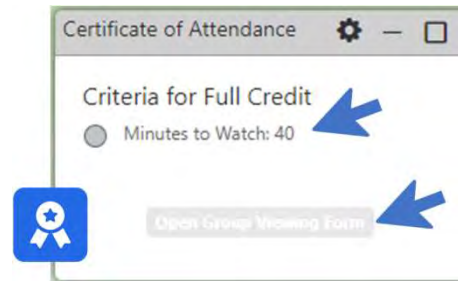 Certificate of Attendance
Criteria for Full Credit
Minutes to Watch: 40
Open Group Viewing Form